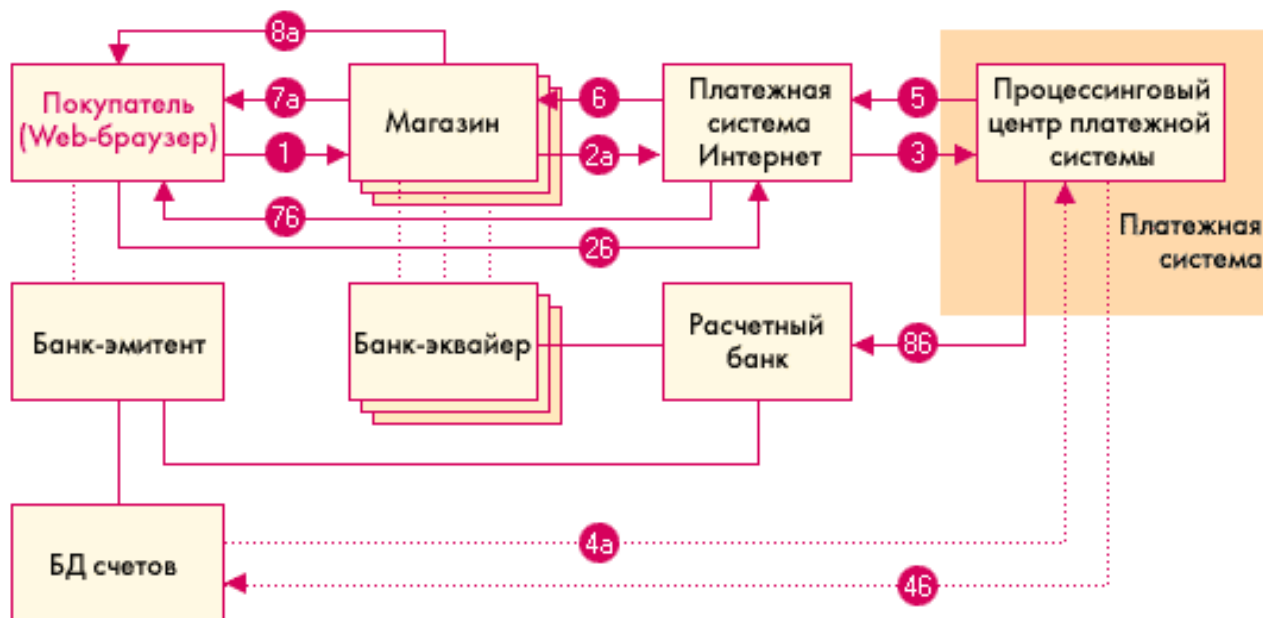 8а
Покупатель
(Web-браузер)
7а
1
Магазин
6
2а
Платежная
система
Интернет
5
3
Процессинговый
центр платежной
системы
7б
2б
Платежная
система
Банк-эмитент
Банк-эквайер
Расчетный
банк
8б
БД счетов
4а
4б